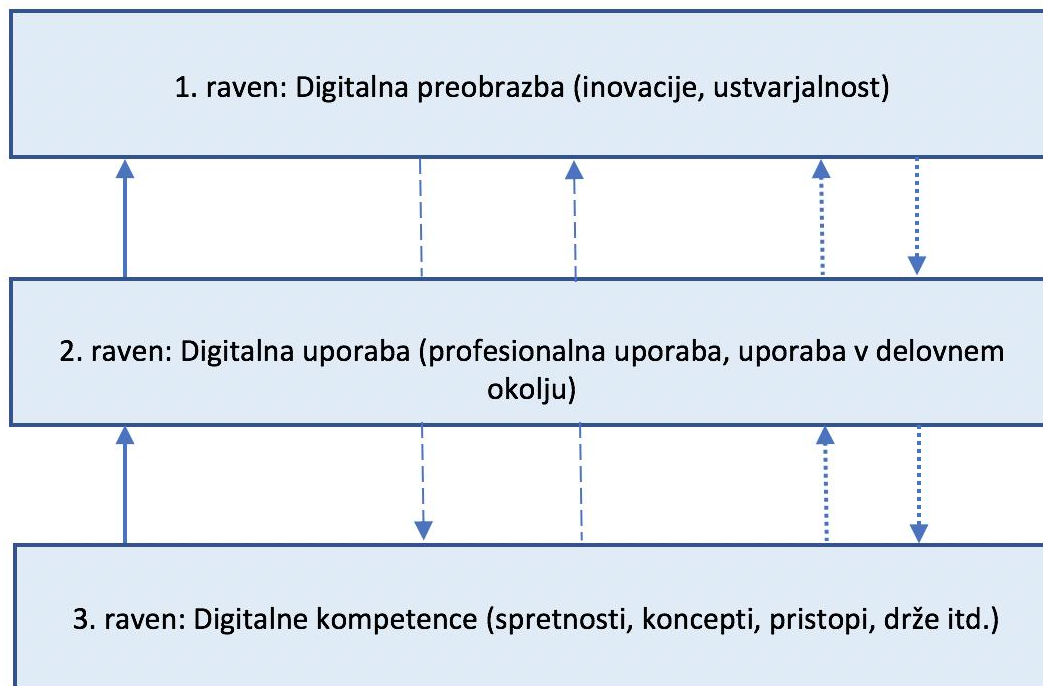 1. raven: Digitalna preobrazba (inovacije, ustvarjalnost)
2. raven: Digitalna uporaba (profesionalna uporaba, uporaba v delovnem
okolju)
3. raven: Digitalne kompetence (spretnosti, koncepti, pristopi, drže itd.)